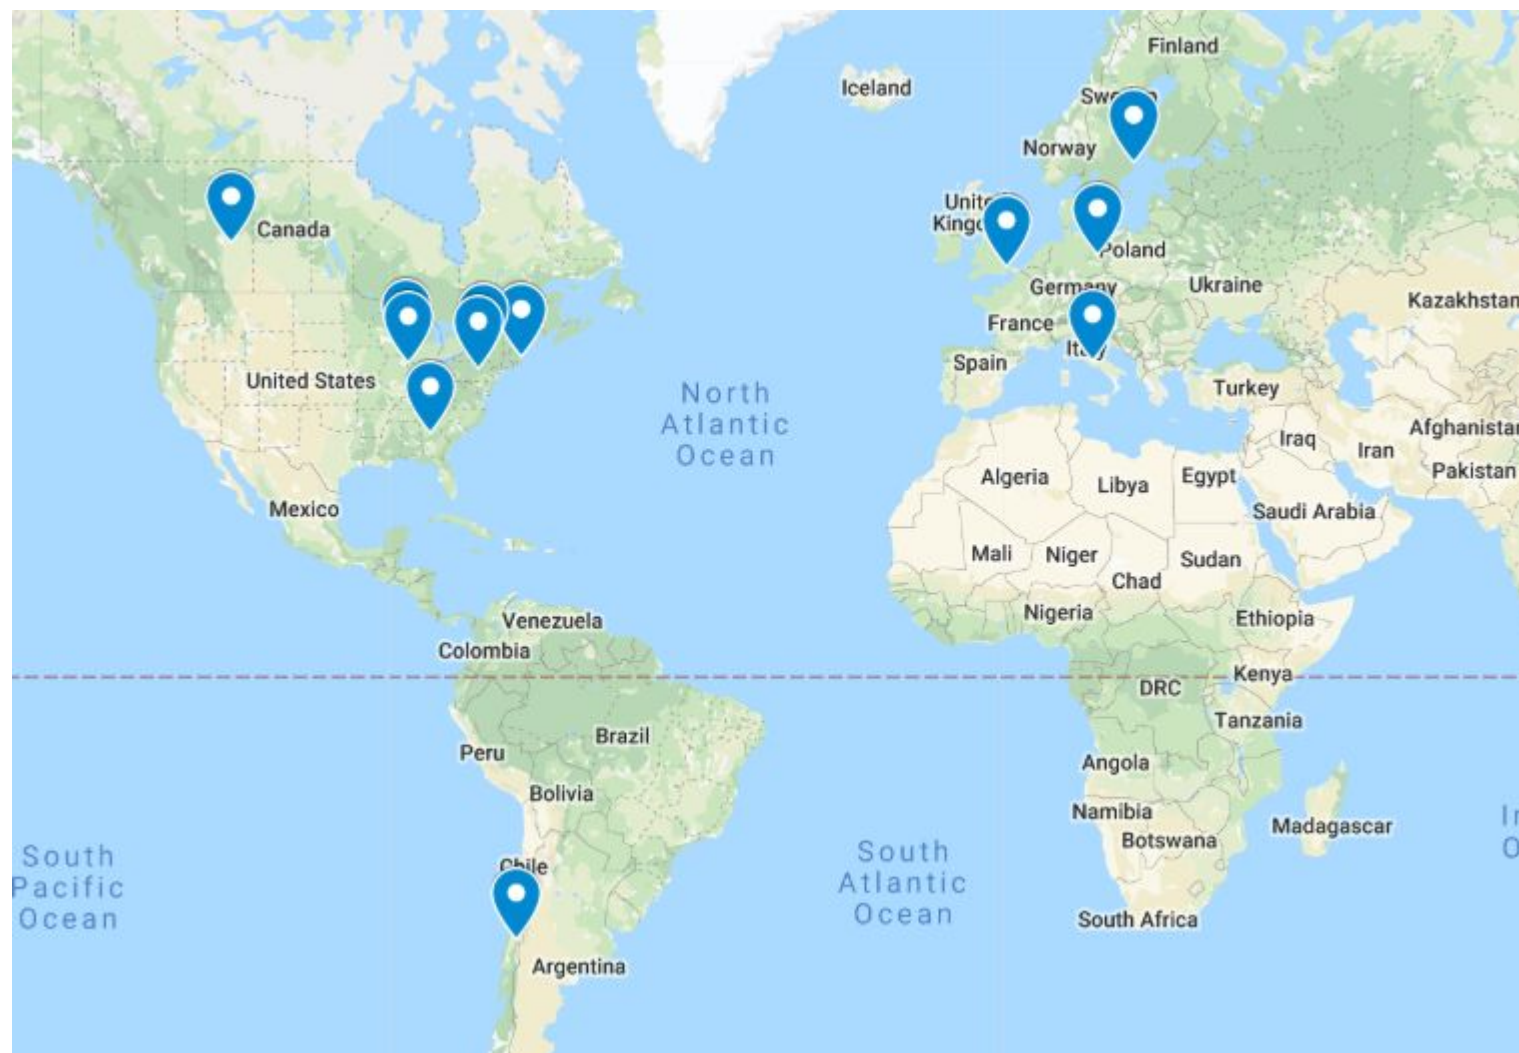 Finland
Iceland
Norway
Canada
Poland
Germany
Ukraine
Kazakhstan
France
Spain
United States
Turkey
North
Atlantic
Ocean
Iraq
Iran
Algeria
Libya
Egypt
Pakistan
Mexico
Saudi Arabia
Mali
Niger
Sudan
Chad
Nigeria
Ethiopia
Venezuela
Colombia
Kenya
DRC
Tanzania
Brazil
Peru
Angola
Bolivia
Namibia
Madagascar
Botswana
South
Pacific
Ocean
Chile
South
Atlantic
Ocean
South Africa
Argentina